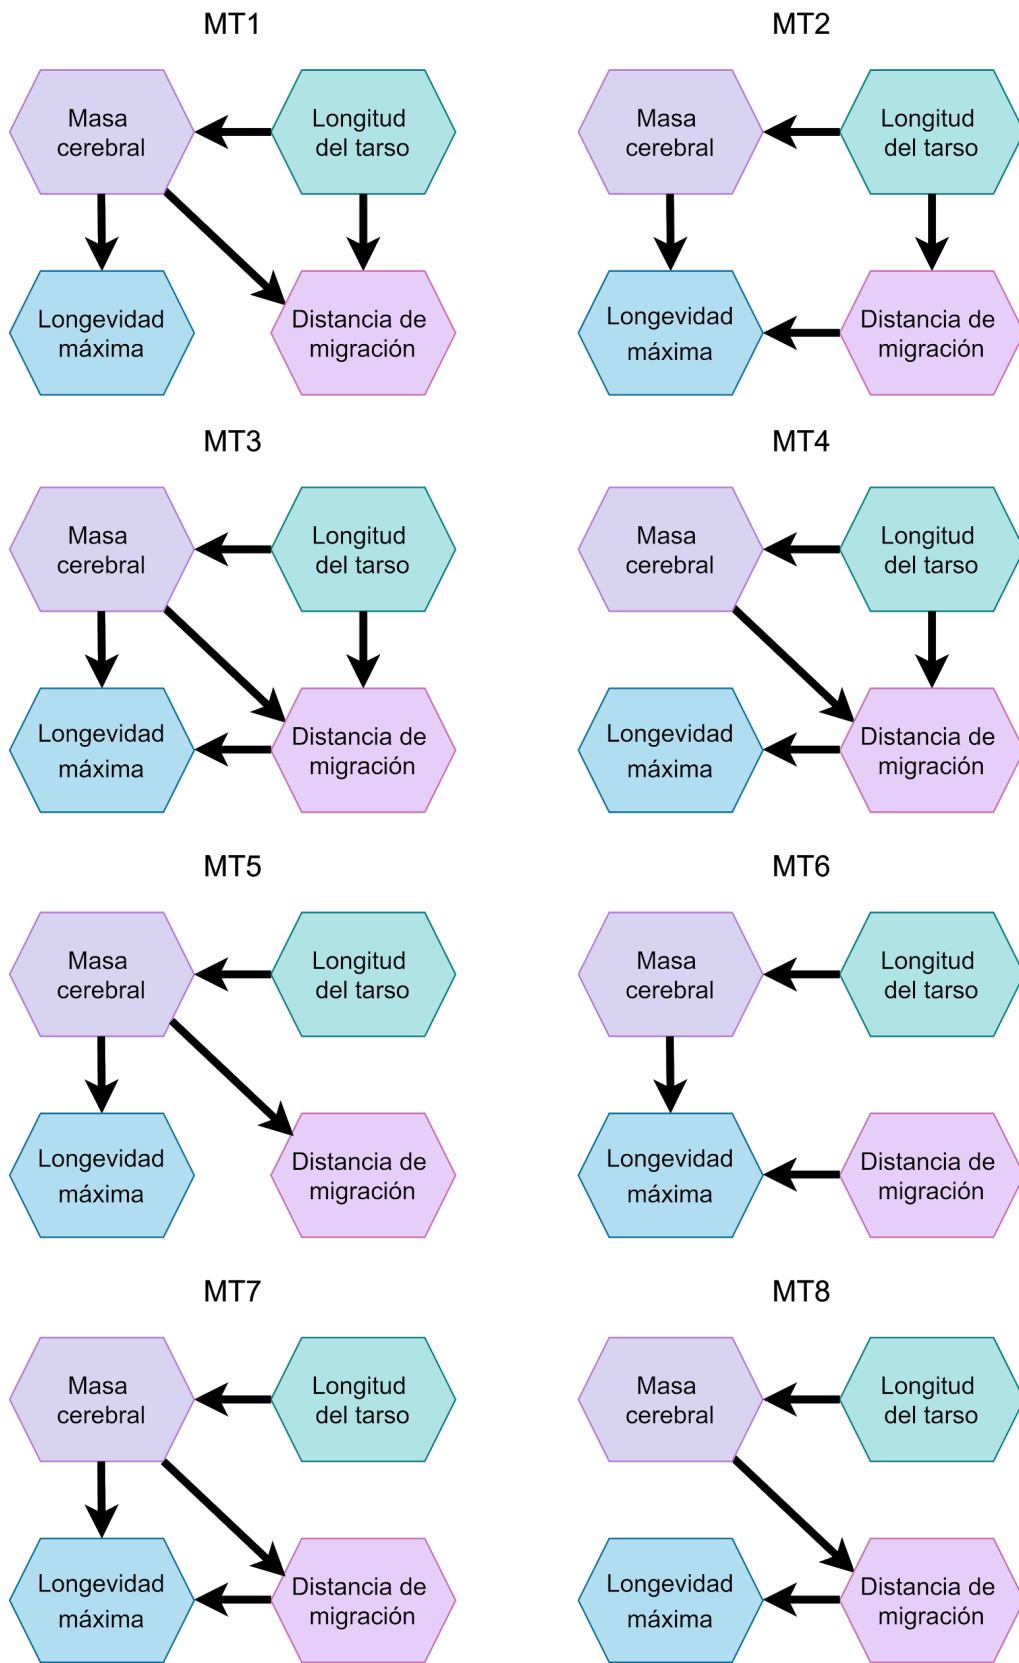 MT1
MT2
Masa
cerebral
Longitud
del tarso
Masa
cerebral
Longitud
del tarso
Longevidad
máxima
Distancia de
migración
Longevidad
máxima
Distancia de
migración
MT3
MT4
Masa
cerebral
Longitud
del tarso
Masa
cerebral
Longitud
del tarso
Longevidad
máxima
Distancia de
migración
Longevidad
máxima
Distancia de
migración
MT5
MT6
Masa
cerebral
Longitud
del tarso
Masa
cerebral
Longitud
del tarso
Longevidad
máxima
Distancia de
migración
Longevidad
máxima
Distancia de
migración
MT7
MT8
Masa
cerebral
Longitud
del tarso
Masa
cerebral
Longitud
del tarso
Longevidad
máxima
Distancia de
migración
Longevidad
máxima
Distancia de
migración